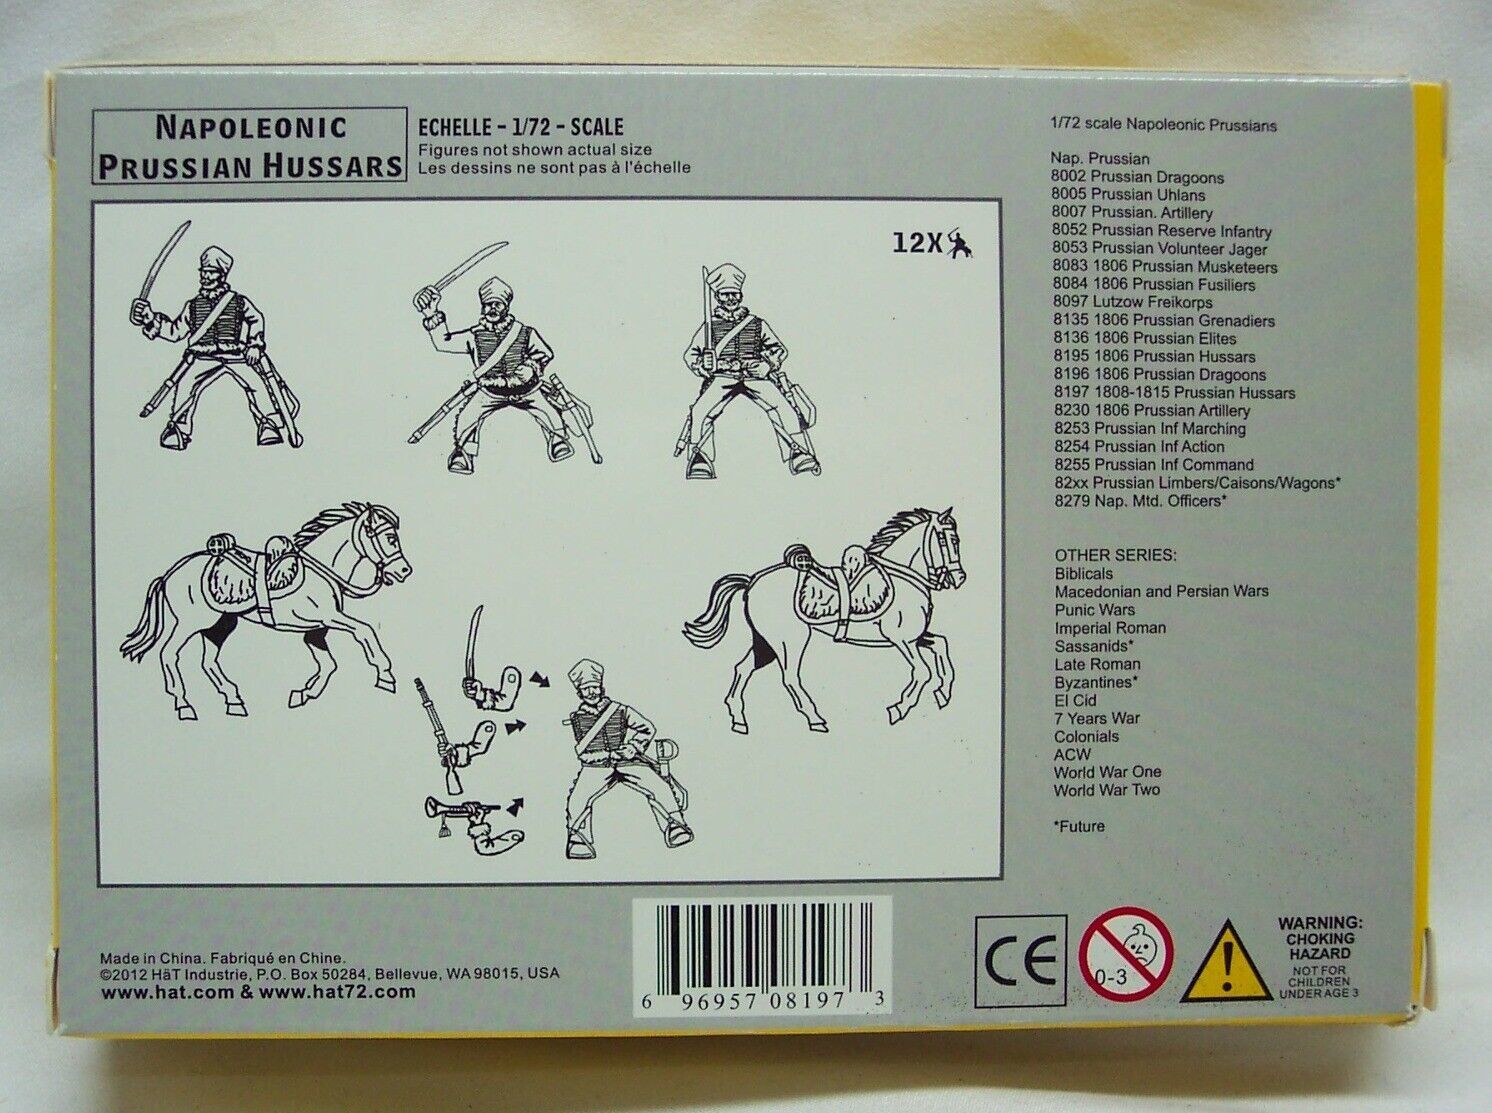 NAPOLEONIC
PRUSSIAN HUSSARS
ECHELLE - 1/72 - SCALE
Figures not shown actual size
Les dessins ne sont pas à l'échelle
12X
1/72 scale Napoleonic Prussians
Nap. Prussian
8002 Prussian Dragoons
8005 Prussian Uhlans
8007 Prussian. Artillery
8052 Prussian Reserve Infantry
8053 Prussian Volunteer Jager
8083 1806 Prussian Musketeers
8084 1806 Prussian Fusiliers
8097 Lutzow Freikorps
8135 1806 Prussian Grenadiers
8136 1806 Prussian Elites
8195 1806 Prussian Hussars
8196 1806 Prussian Dragoons
8197 1808-1815 Prussian Hussars
8230 1806 Prussian Artillery
8253 Prussian Inf Marching
8254 Prussian Inf Action
8255 Prussian Inf Command
82xx Prussian Limbers/Caisons/Wagons*
8279 Nap. Mtd. Officers*
OTHER SERIES:
Biblicals
Macedonian and Persian Wars
Punic Wars
Imperial Roman
Sassanids*
Late Roman
Byzantines*
El Cid
7 Years War
Colonials
ACW
World War One
World War Two
*Future
Made in China. Fabriqué en Chine.
©2012 HäT Industrie, P.O. Box 50284, Bellevue, WA 98015, USA
www.hat.com & www.hat72.com
6 96957 08197 3
CE
0-3
WARNING:
CHOKING
HAZARD
NOT FOR
CHILDREN
UNDER AGE 3